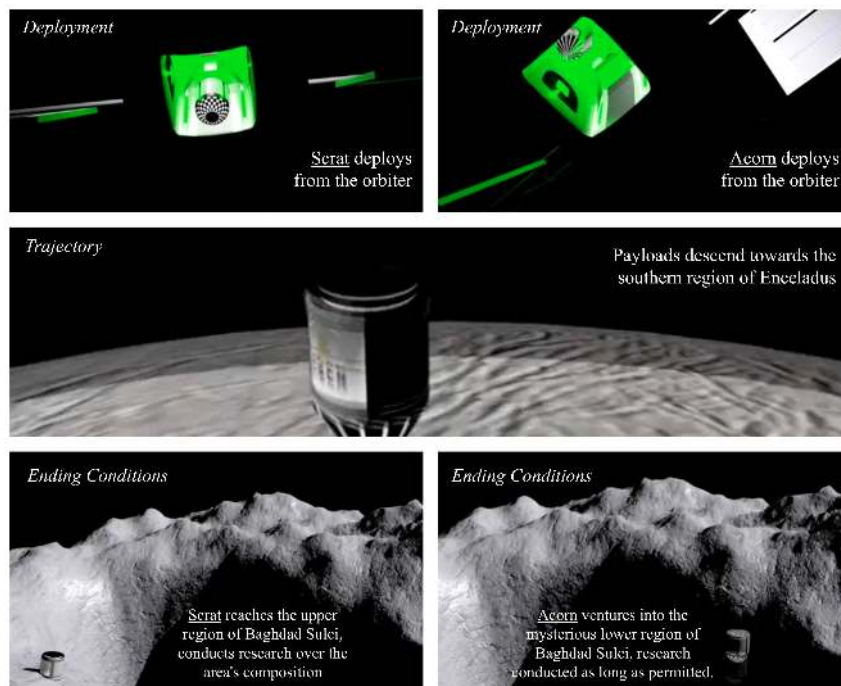 Deployment
Scrat deploys
from the orbiter
Deployment
Acorn deploys
from the orbiter
Trajectory
Payloads descend towards the
southern region of Enceladus
Ending Conditions
Scrat reaches the upper
region of Baghdad Sulci,
conducts research over the
area's composition
Ending Conditions
Acorn ventures into the
mysterious lower region of
Baghdad Sulci, research
conducted as long as permitted.